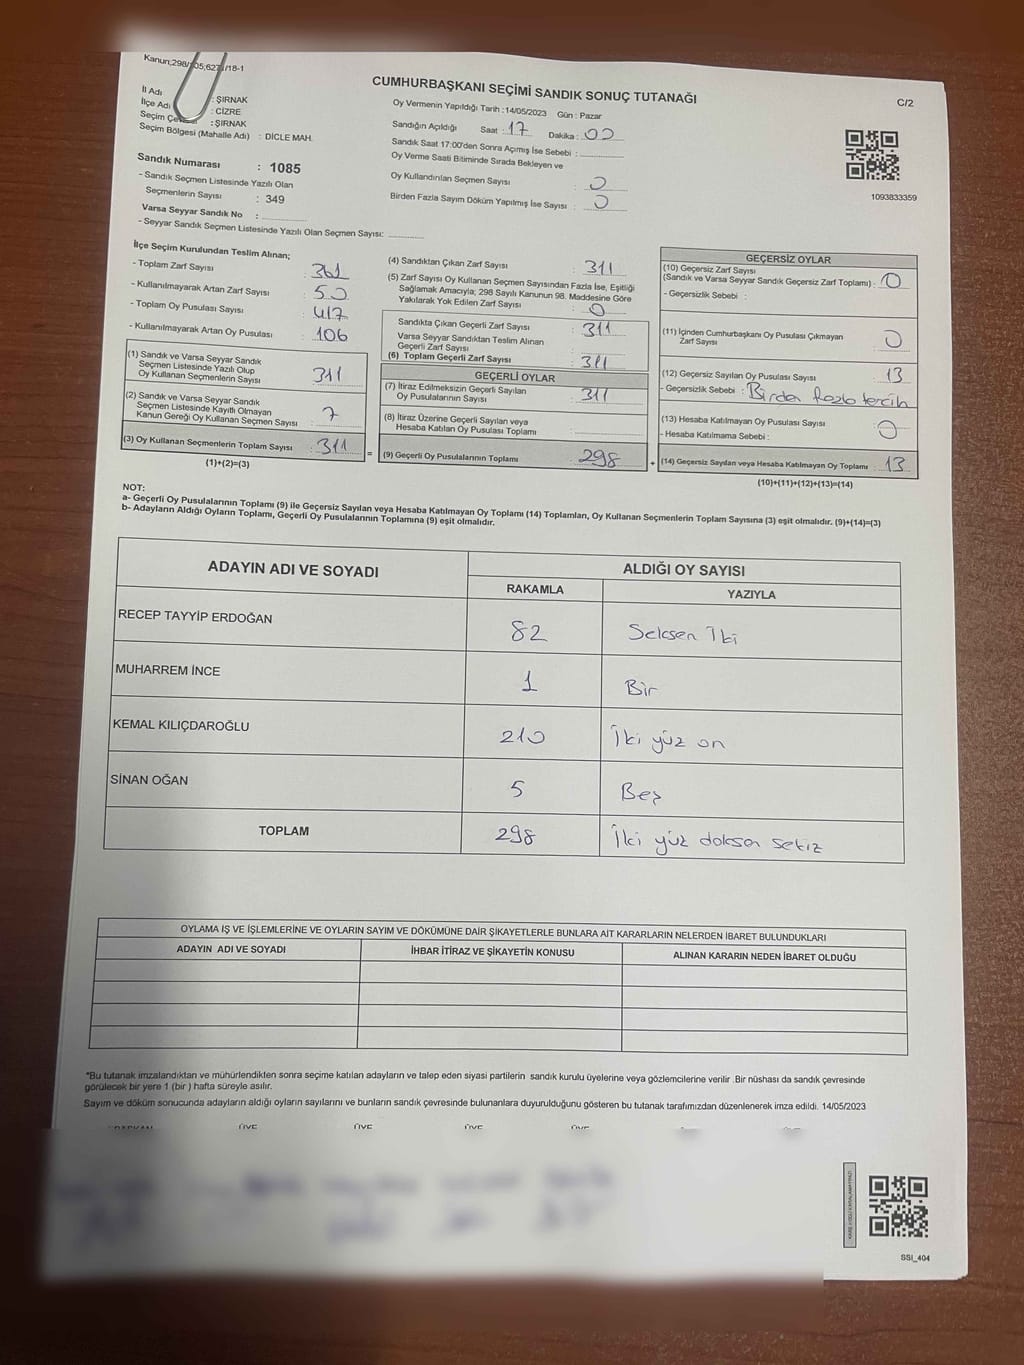 Kanun;298/105;6271/18-1
CUMHURBAŞKANI SEÇİMİ SANDIK SONUÇ TUTANAĞI
C/2
İl Adı : ŞIRNAK
İlçe Adı : CİZRE
Seçim Çe : ŞIRNAK
Seçim Bölgesi (Mahalle Adı) : DİCLE MAH.
Oy Vermenin Yapıldığı Tarih :14/05/2023 Gün : Pazar
Sandığın Açıldığı Saat : 17 Dakika : 00
Sandık Saat 17:00'den Sonra Açımış İse Sebebi :
Oy Verme Saati Bitiminde Sırada Bekleyen ve
Oy Kullandırılan Seçmen Sayısı : 0
Birden Fazla Sayım Döküm Yapılmış İse Sayısı : 0
1093833359
Sandık Numarası : 1085
- Sandık Seçmen Listesinde Yazılı Olan
Seçmenlerin Sayısı : 349
Varsa Seyyar Sandık No :
- Seyyar Sandık Seçmen Listesinde Yazılı Olan Seçmen Sayısı:
İlçe Seçim Kurulundan Teslim Alınan;
- Toplam Zarf Sayısı : 361
- Kullanılmayarak Artan Zarf Sayısı : 50
- Toplam Oy Pusulası Sayısı : 417
- Kullanılmayarak Artan Oy Pusulası : 106
(1) Sandık ve Varsa Seyyar Sandık
Seçmen Listesinde Yazılı Olup
Oy Kullanan Seçmenlerin Sayısı : 311
(2) Sandık ve Varsa Seyyar Sandık
Seçmen Listesinde Kayıtlı Olmayan
Kanun Gereği Oy Kullanan Seçmen Sayısı : 7
(3) Oy Kullanan Seçmenlerin Toplam Sayısı : 311
(1)+(2)=(3)
(4) Sandıktan Çıkan Zarf Sayısı : 311
(5) Zarf Sayısı Oy Kullanan Seçmen Sayısından Fazla İse, Eşitliği
Sağlamak Amacıyla; 298 Sayılı Kanunun 98. Maddesine Göre
Yakılarak Yok Edilen Zarf Sayısı : 0
Sandıkta Çıkan Geçerli Zarf Sayısı : 311
Varsa Seyyar Sandıktan Teslim Alınan
Geçerli Zarf Sayısı :
(6) Toplam Geçerli Zarf Sayısı : 311
GEÇERLİ OYLAR
(7) İtiraz Edilmeksizin Geçerli Sayılan
Oy Pusulalarının Sayısı : 311
(8) İtiraz Üzerine Geçerli Sayılan veya
Hesaba Katılan Oy Pusulası Toplamı :
= (9) Geçerli Oy Pusulalarının Toplamı : 298 +
GEÇERSİZ OYLAR
(10) Geçersiz Zarf Sayısı
(Sandık ve Varsa Seyyar Sandık Geçersiz Zarf Toplamı) : 0
- Geçersizlik Sebebi :
(11) İçinden Cumhurbaşkanı Oy Pusulası Çıkmayan
Zarf Sayısı : 0
(12) Geçersiz Sayılan Oy Pusulası Sayısı : 13
- Geçersizlik Sebebi : Birden fazla tercih
(13) Hesaba Katılmayan Oy Pusulası Sayısı : 0
- Hesaba Katılmama Sebebi :
(14) Geçersiz Sayılan veya Hesaba Katılmayan Oy Toplamı : 13
(10)+(11)+(12)+(13)=(14)
NOT:
a- Geçerli Oy Pusulalarının Toplamı (9) ile Geçersiz Sayılan veya Hesaba Katılmayan Oy Toplamı (14) Toplamları, Oy Kullanan Seçmenlerin Toplam Sayısına (3) eşit olmalıdır. (9)+(14)=(3)
b- Adayların Aldığı Oyların Toplamı, Geçerli Oy Pusulalarının Toplamına (9) eşit olmalıdır.
ADAYIN ADI VE SOYADI
ALDIĞI OY SAYISI
RAKAMLA YAZIYLA
RECEP TAYYİP ERDOĞAN 82 Seksen İki
MUHARREM İNCE 1 Bir
KEMAL KILIÇDAROĞLU 210 İki yüz on
SİNAN OĞAN 5 Beş
TOPLAM 298 İki yüz doksan sekiz
OYLAMA İŞ VE İŞLEMLERİNE VE OYLARIN SAYIM VE DÖKÜMÜNE DAİR ŞİKAYETLERLE BUNLARA AİT KARARLARIN NELERDEN İBARET BULUNDUKLARI
ADAYIN ADI VE SOYADI İHBAR İTİRAZ VE ŞİKAYETİN KONUSU ALINAN KARARIN NEDEN İBARET OLDUĞU
*Bu tutanak imzalandıktan ve mühürlendikten sonra seçime katılan adayların ve talep eden siyasi partilerin sandık kurulu üyelerine veya gözlemcilerine verilir .Bir nüshası da sandık çevresinde
görülecek bir yere 1 (bir ) hafta süreyle asılır.
Sayım ve döküm sonucunda adayların aldığı oyların sayılarını ve bunların sandık çevresinde bulunanlara duyurulduğunu gösteren bu tutanak tarafımızdan düzenlenerek imza edildi. 14/05/2023
BAŞKAN ÜYE ÜYE ÜYE ÜYE
SSI_404